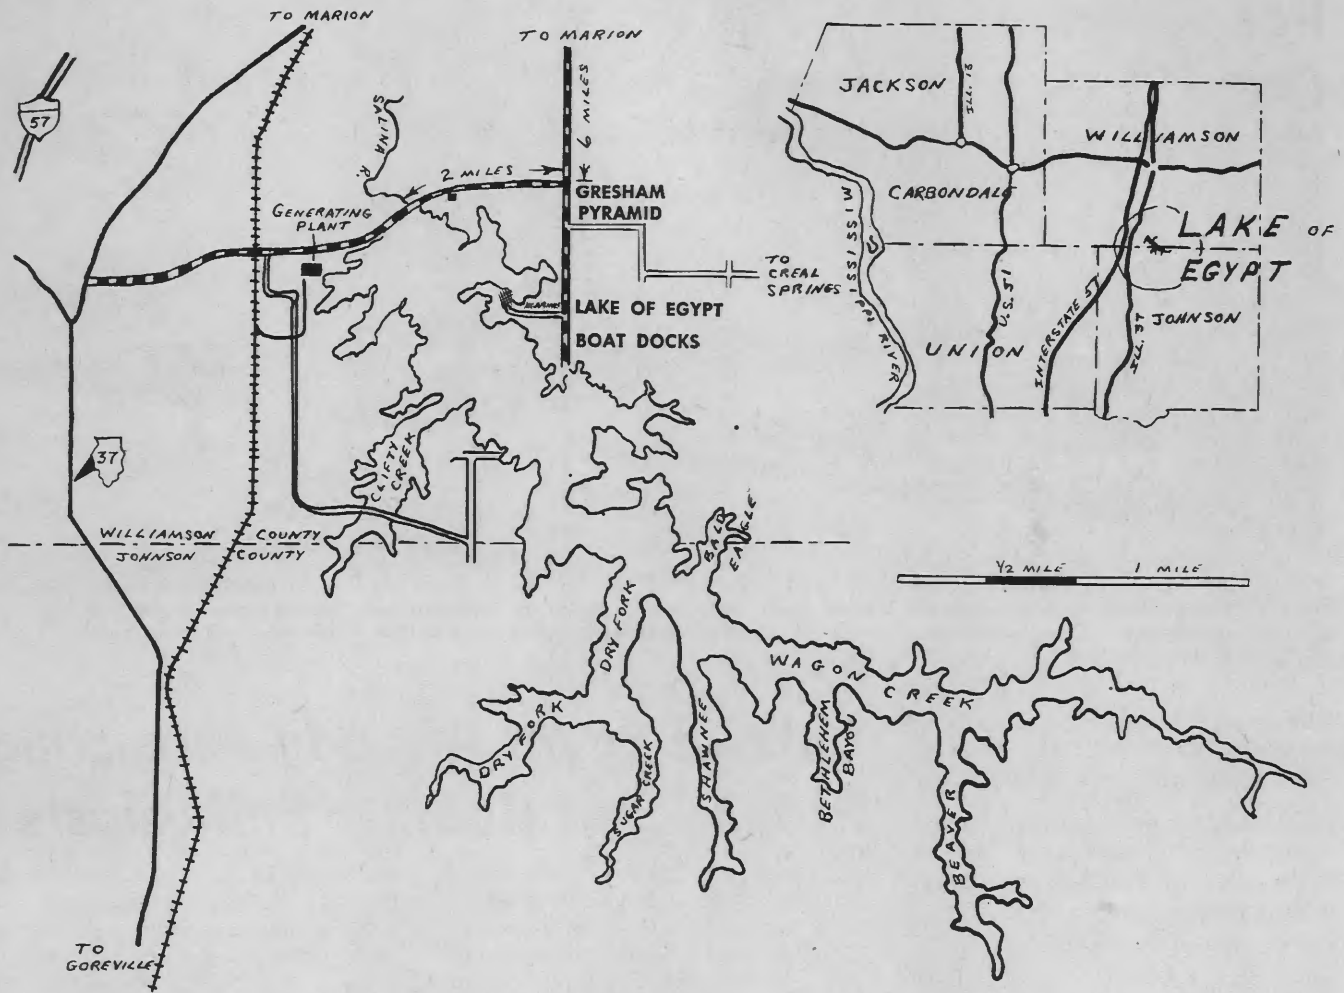 TO MARION
57
TO MARION
6 MILES
SALINA R.
2 MILES
GRESHAM
PYRAMID
GENERATING
PLANT
TO
CREAL
SPRINGS
LAKE OF EGYPT
BOAT DOCKS
CLIFTY
CREEK
37
WILLIAMSON COUNTY
JOHNSON COUNTY
BALD
EAGLE
½ MILE 1 MILE
DRY FORK
DRY FORK
SUGAR CREEK
SHAWNEE
WAGON CREEK
BETHLEHEM
BAYOU
BEAVER
TO
GOREVILLE
JACKSON
ILL. 13
WILLIAMSON
CARBONDALE
MISSISSIPPI RIVER
LAKE OF
EGYPT
U.S. 51
INTERSTATE 57
JOHNSON
UNION
ILL. 37